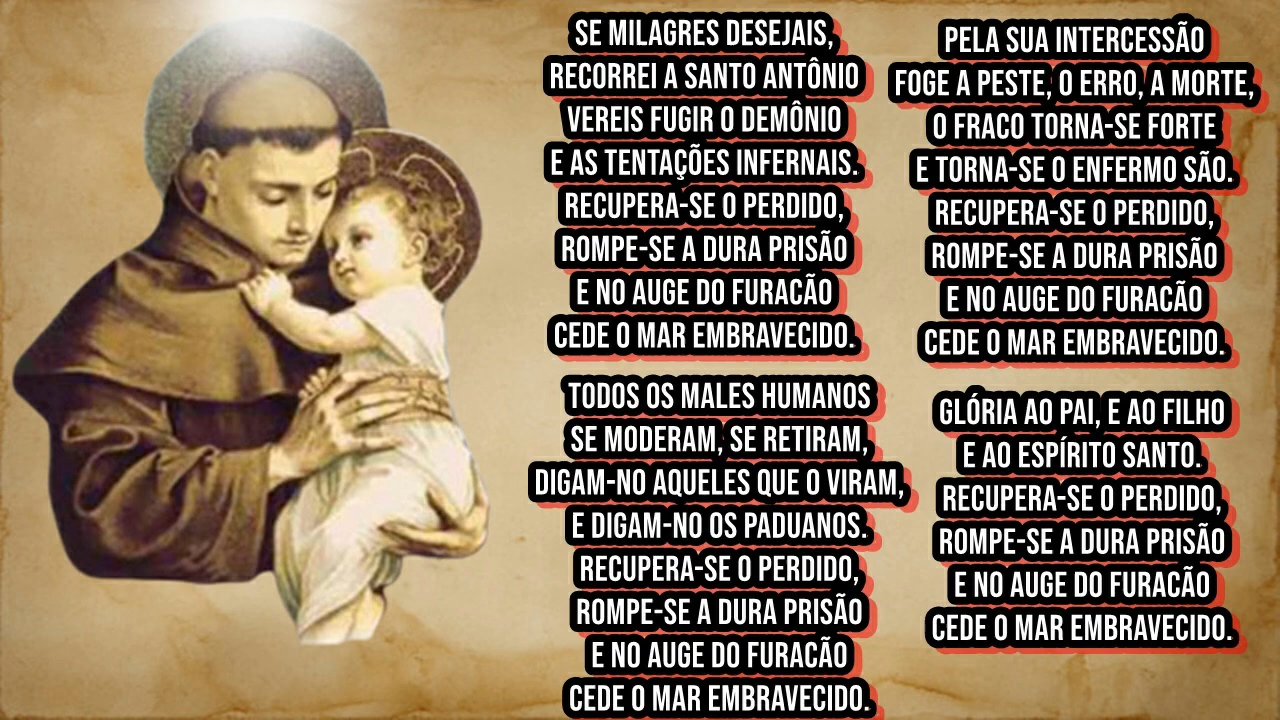 SE MILAGRES DESEJAIS,
RECORREI A SANTO ANTÔNIO
VEREIS FUGIR O DEMÔNIO
E AS TENTAÇÕES INFERNAIS.
RECUPERA-SE O PERDIDO,
ROMPE-SE A DURA PRISÃO
E NO AUGE DO FURACÃO
CEDE O MAR EMBRAVECIDO.
TODOS OS MALES HUMANOS
SE MODERAM, SE RETIRAM,
DIGAM-NO AQUELES QUE O VIRAM,
E DIGAM-NO OS PADUANOS.
RECUPERA-SE O PERDIDO,
ROMPE-SE A DURA PRISÃO
E NO AUGE DO FURACÃO
CEDE O MAR EMBRAVECIDO.
PELA SUA INTERCESSÃO
FOGE A PESTE, O ERRO, A MORTE,
O FRACO TORNA-SE FORTE
E TORNA-SE O ENFERMO SÃO.
RECUPERA-SE O PERDIDO,
ROMPE-SE A DURA PRISÃO
E NO AUGE DO FURACÃO
CEDE O MAR EMBRAVECIDO.
GLÓRIA AO PAI, E AO FILHO
E AO ESPÍRITO SANTO.
RECUPERA-SE O PERDIDO,
ROMPE-SE A DURA PRISÃO
E NO AUGE DO FURACÃO
CEDE O MAR EMBRAVECIDO.